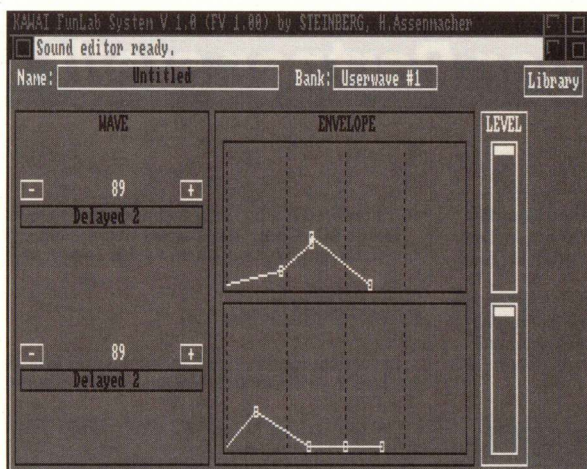 KAWAI FunLab System V 1.0 (FV 1.00) by STEINBERG, H.Assenmacher
Sound editor ready.
Name: Untitled Bank: Userwave #1 Library
WAVE ENVELOPE LEVEL
- 89 +
Delayed 2
- 89 +
Delayed 2